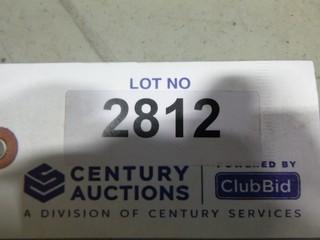 LOT NO
2812
CENTURY AUCTIONS
POWERED BY
ClubBid
A DIVISION OF CENTURY SERVICES